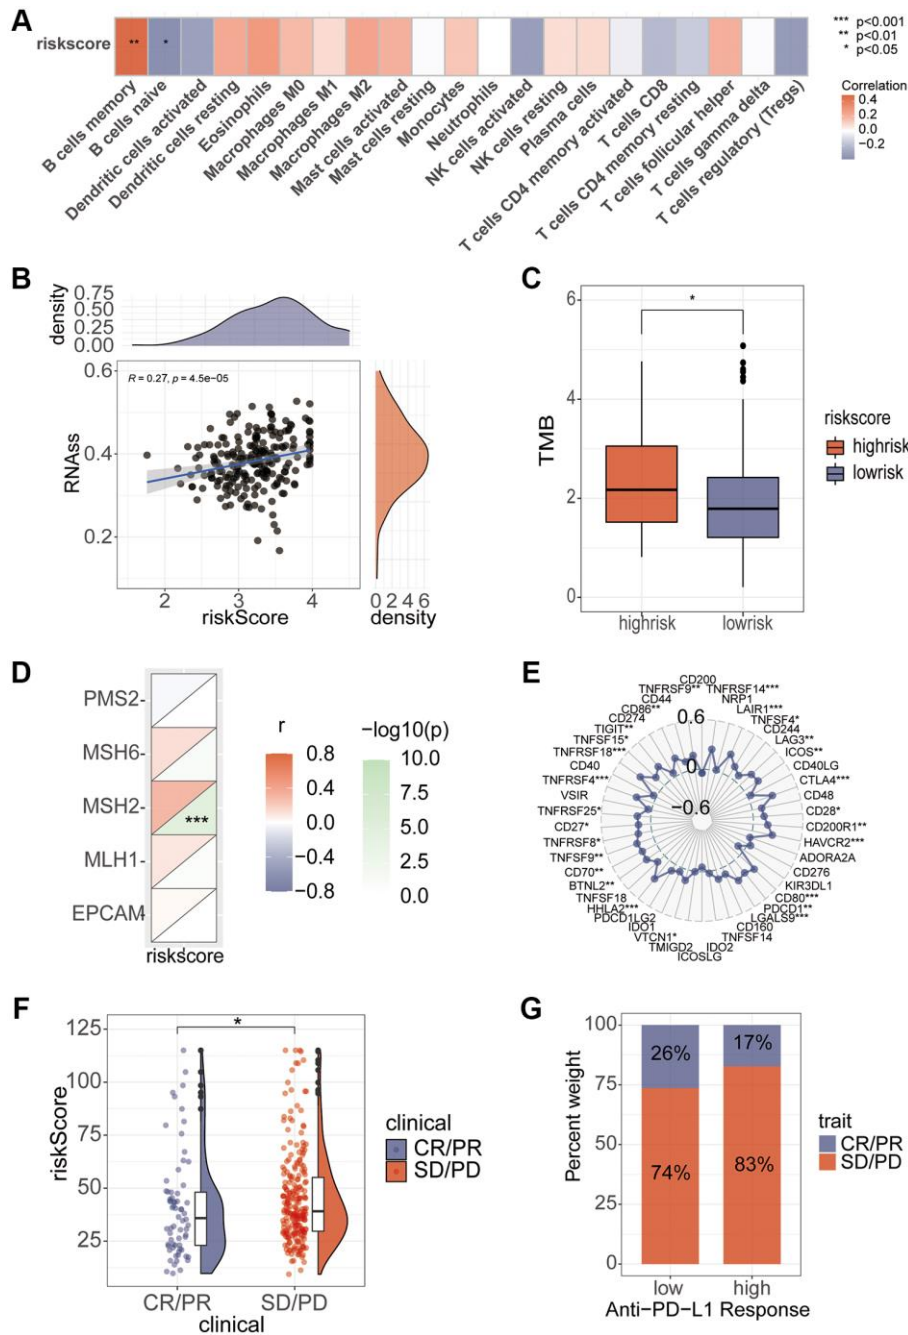 A
riskscore
**
*
*** p<0.001
** p<0.01
* p<0.05
Correlation
0.4
0.2
0.0
−0.2
B cells memory
B cells naive
Dendritic cells activated
Dendritic cells resting
Eosinophils
Macrophages M0
Macrophages M1
Macrophages M2
Mast cells activated
Mast cells resting
Monocytes
Neutrophils
NK cells activated
NK cells resting
Plasma cells
T cells CD4 memory activated
T cells CD8
T cells CD4 memory resting
T cells follicular helper
T cells gamma delta
T cells regulatory (Tregs)
B
density
0.75
0.50
0.25
0.00
R = 0.27, p = 4.5e−05
RNAss
0.6
0.4
0.2
2 3 4
riskScore
0 2 4 6
density
C
TMB
6
4
2
0
*
highrisk lowrisk
riskscore
highrisk
lowrisk
D
PMS2
MSH6
MSH2
MLH1
EPCAM
***
riskscore
r
0.8
0.4
0.0
−0.4
−0.8
−log10(p)
10.0
7.5
5.0
2.5
0.0
E
0.6
0
−0.6
CD200
TNFRSF14***
NRP1
LAIR1***
TNFSF4*
CD244
LAG3**
ICOS**
CD40LG
CTLA4***
CD48
CD28*
CD200R1**
HAVCR2***
ADORA2A
CD276
KIR3DL1
CD80***
PDCD1**
LGALS9***
CD160
TNFSF14
IDO2
ICOSLG
TMIGD2
VTCN1*
IDO1
PDCD1LG2
HHLA2***
TNFSF18
BTNL2**
CD70**
TNFSF9**
TNFRSF8*
CD27*
TNFRSF25*
VSIR
TNFRSF4***
CD40
TNFRSF18***
TNFSF15*
TIGIT**
CD274
CD86**
CD44
TNFRSF9**
F
riskScore
125
100
75
50
25
*
CR/PR SD/PD
clinical
clinical
CR/PR
SD/PD
G
Percent weight
100
75
50
25
0
26%
17%
74%
83%
low high
Anti−PD−L1 Response
trait
CR/PR
SD/PD